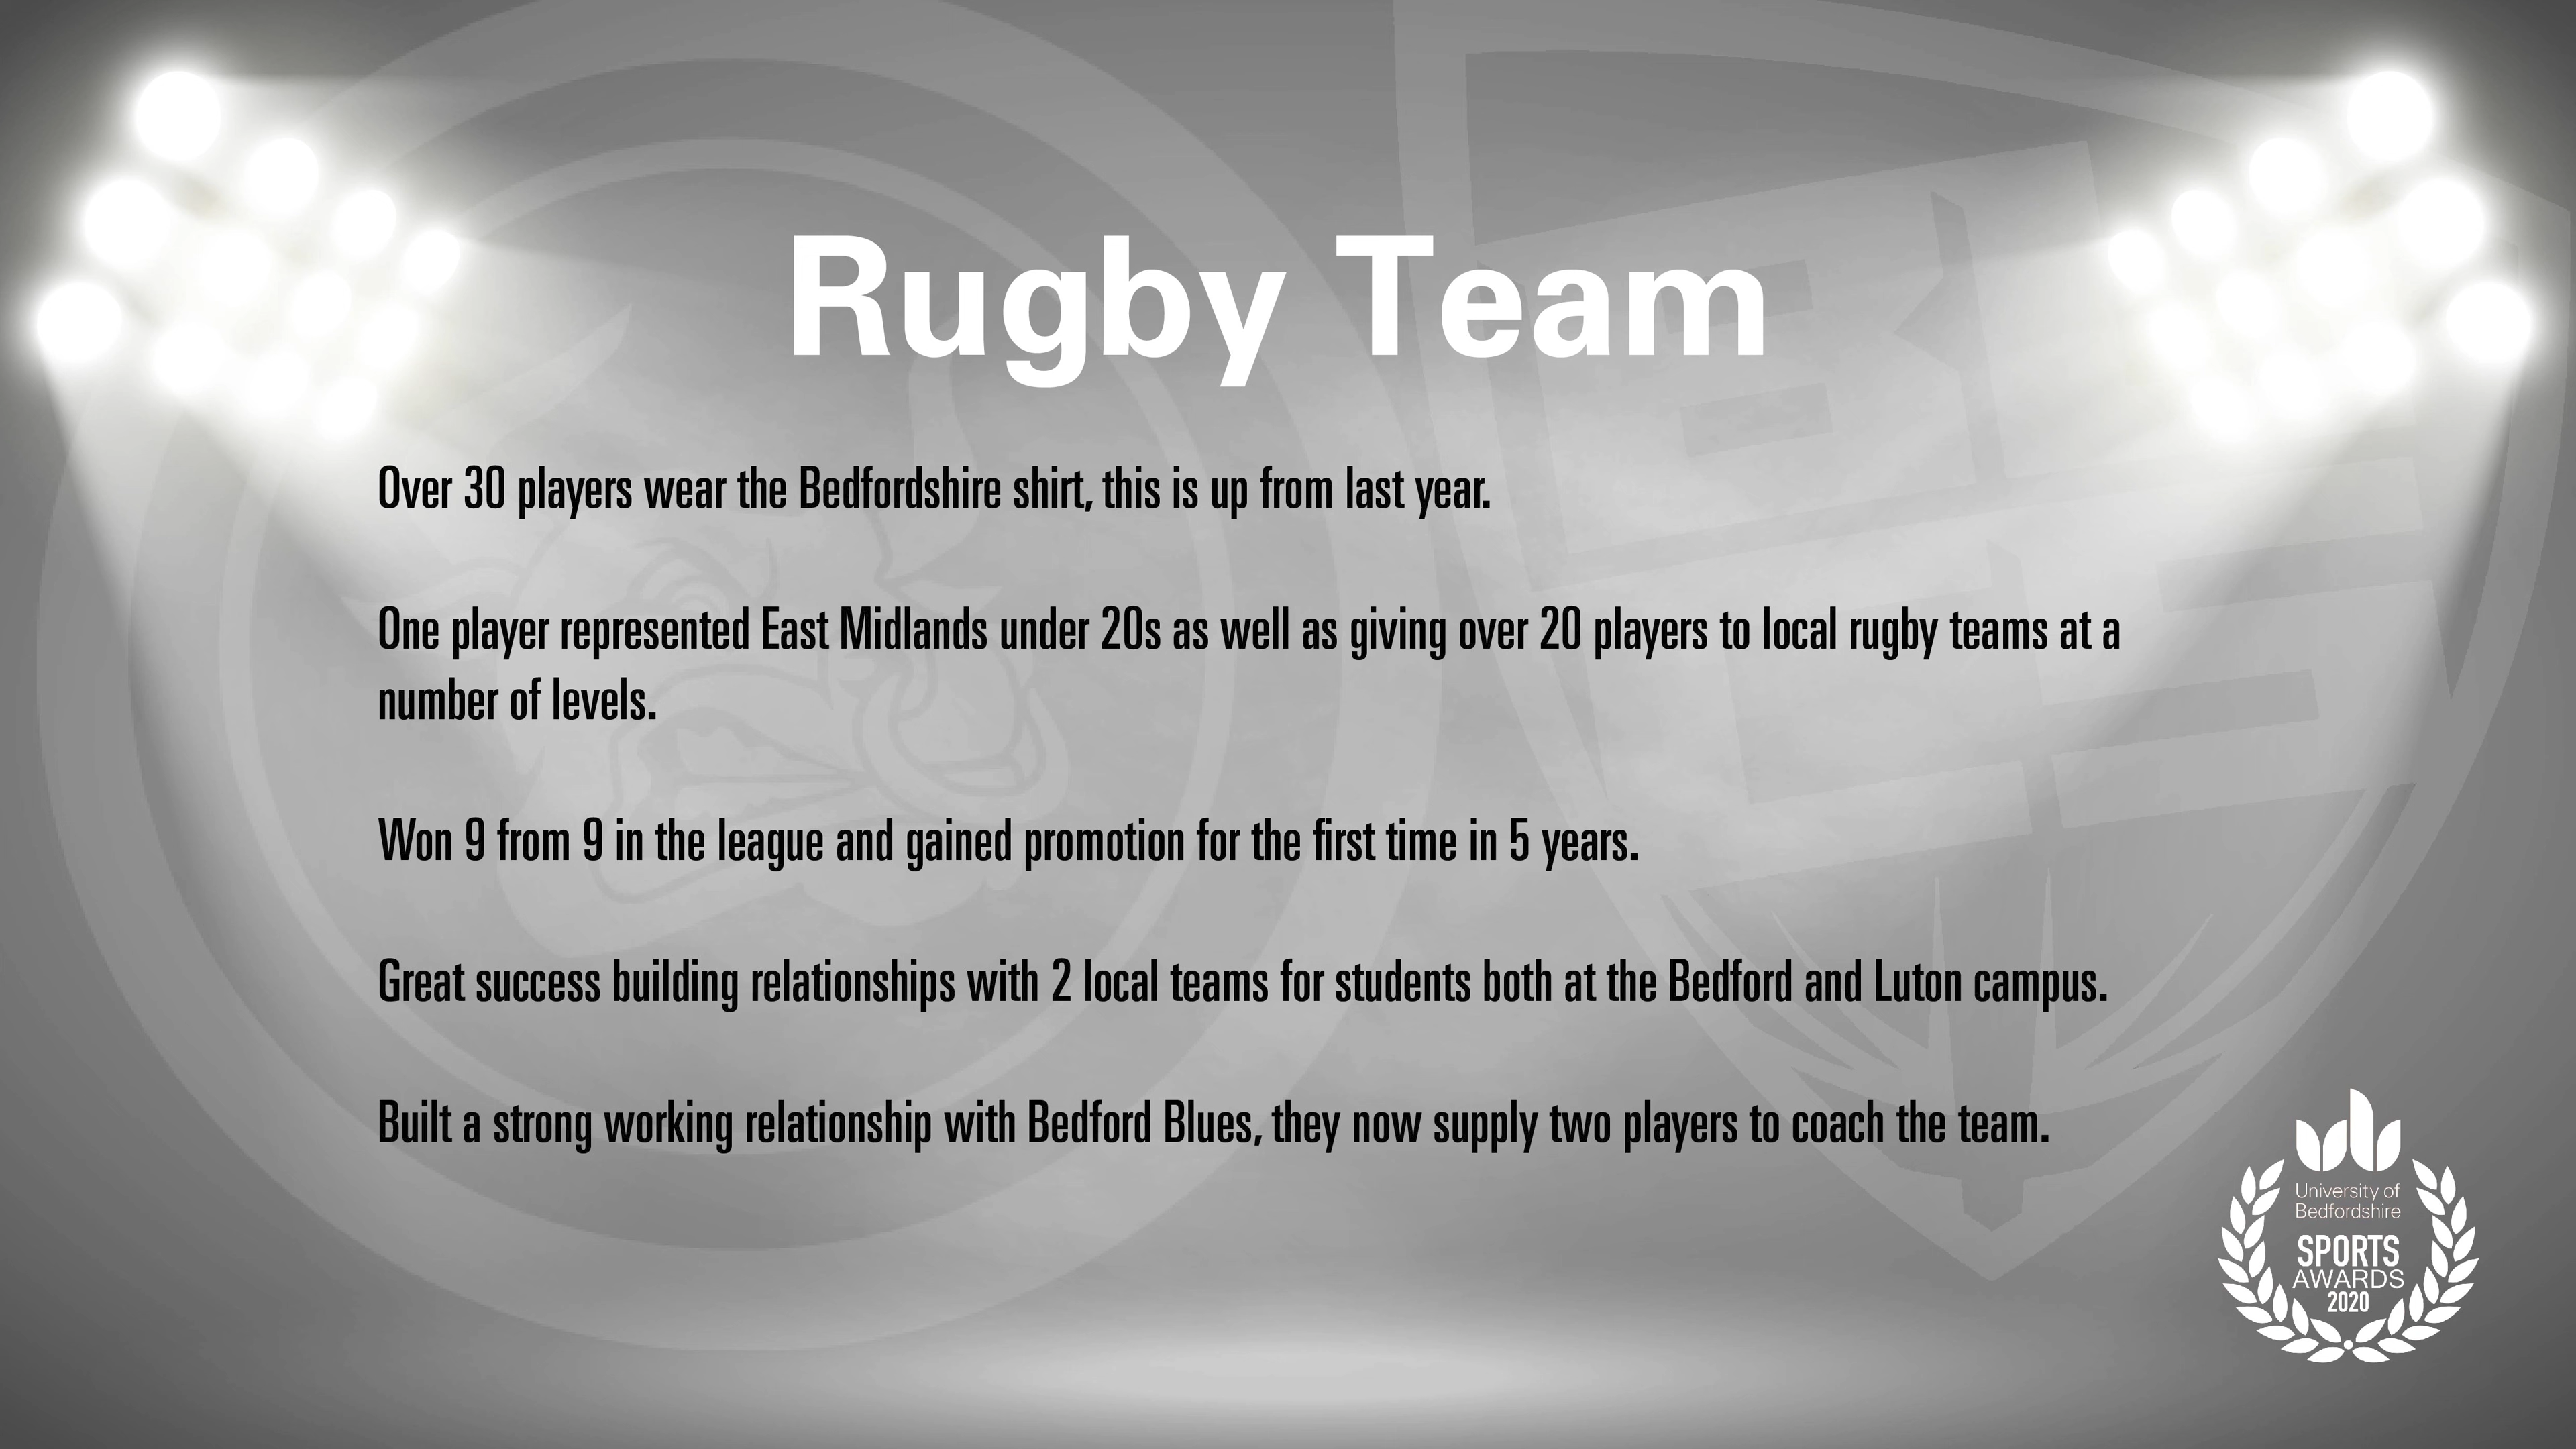 Rugby Team
Over 30 players wear the Bedfordshire shirt, this is up from last year.
One player represented East Midlands under 20s as well as giving over 20 players to local rugby teams at a
number of levels.
Won 9 from 9 in the league and gained promotion for the first time in 5 years.
Great success building relationships with 2 local teams for students both at the Bedford and Luton campus.
Built a strong working relationship with Bedford Blues, they now supply two players to coach the team.
University of
Bedfordshire
SPORTS
AWARDS
2020